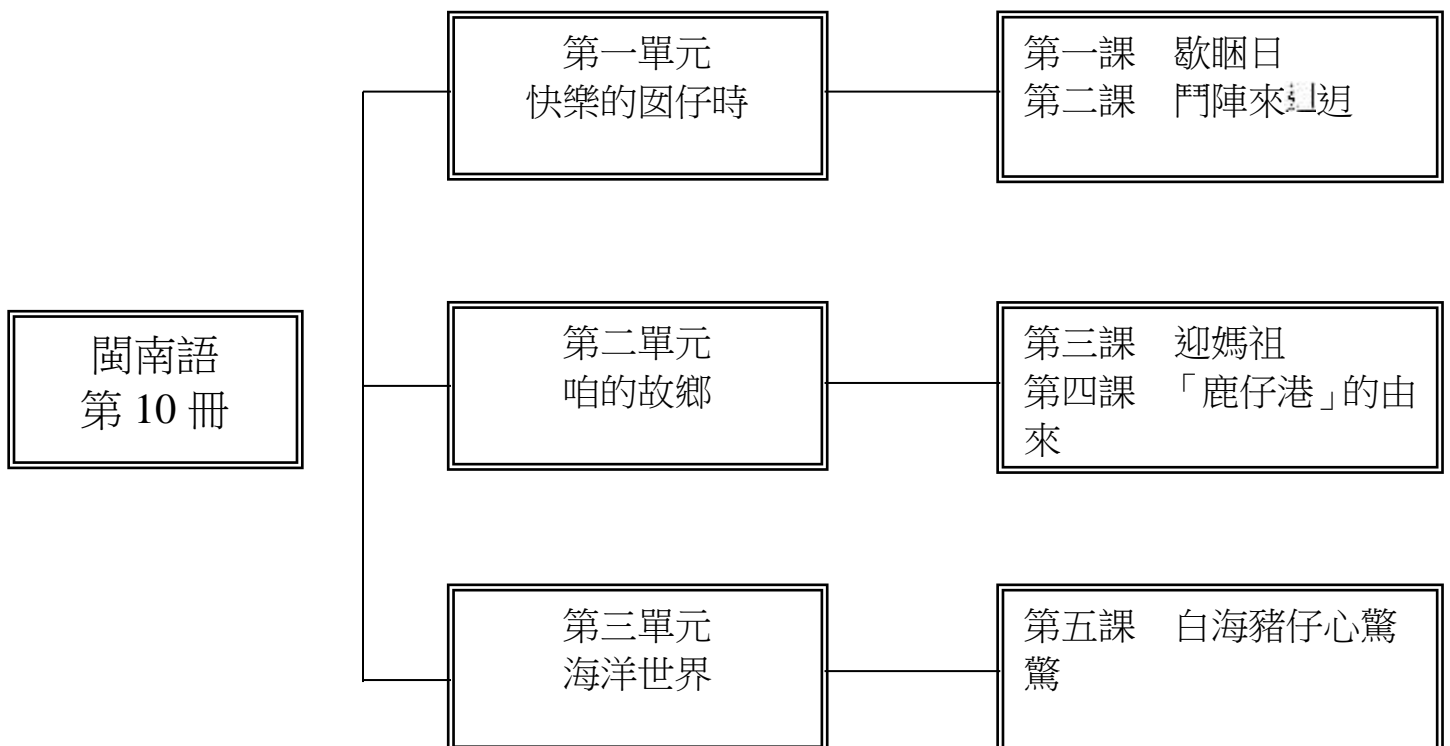 閩南語
第 10 冊
第一單元
快樂的囡仔時
第一課　歇睏日
第二課　鬥陣來迌
第二單元
咱的故鄉
第三課　迎媽祖
第四課　「鹿仔港」的由
來
第三單元
海洋世界
第五課　白海豬仔心驚
驚